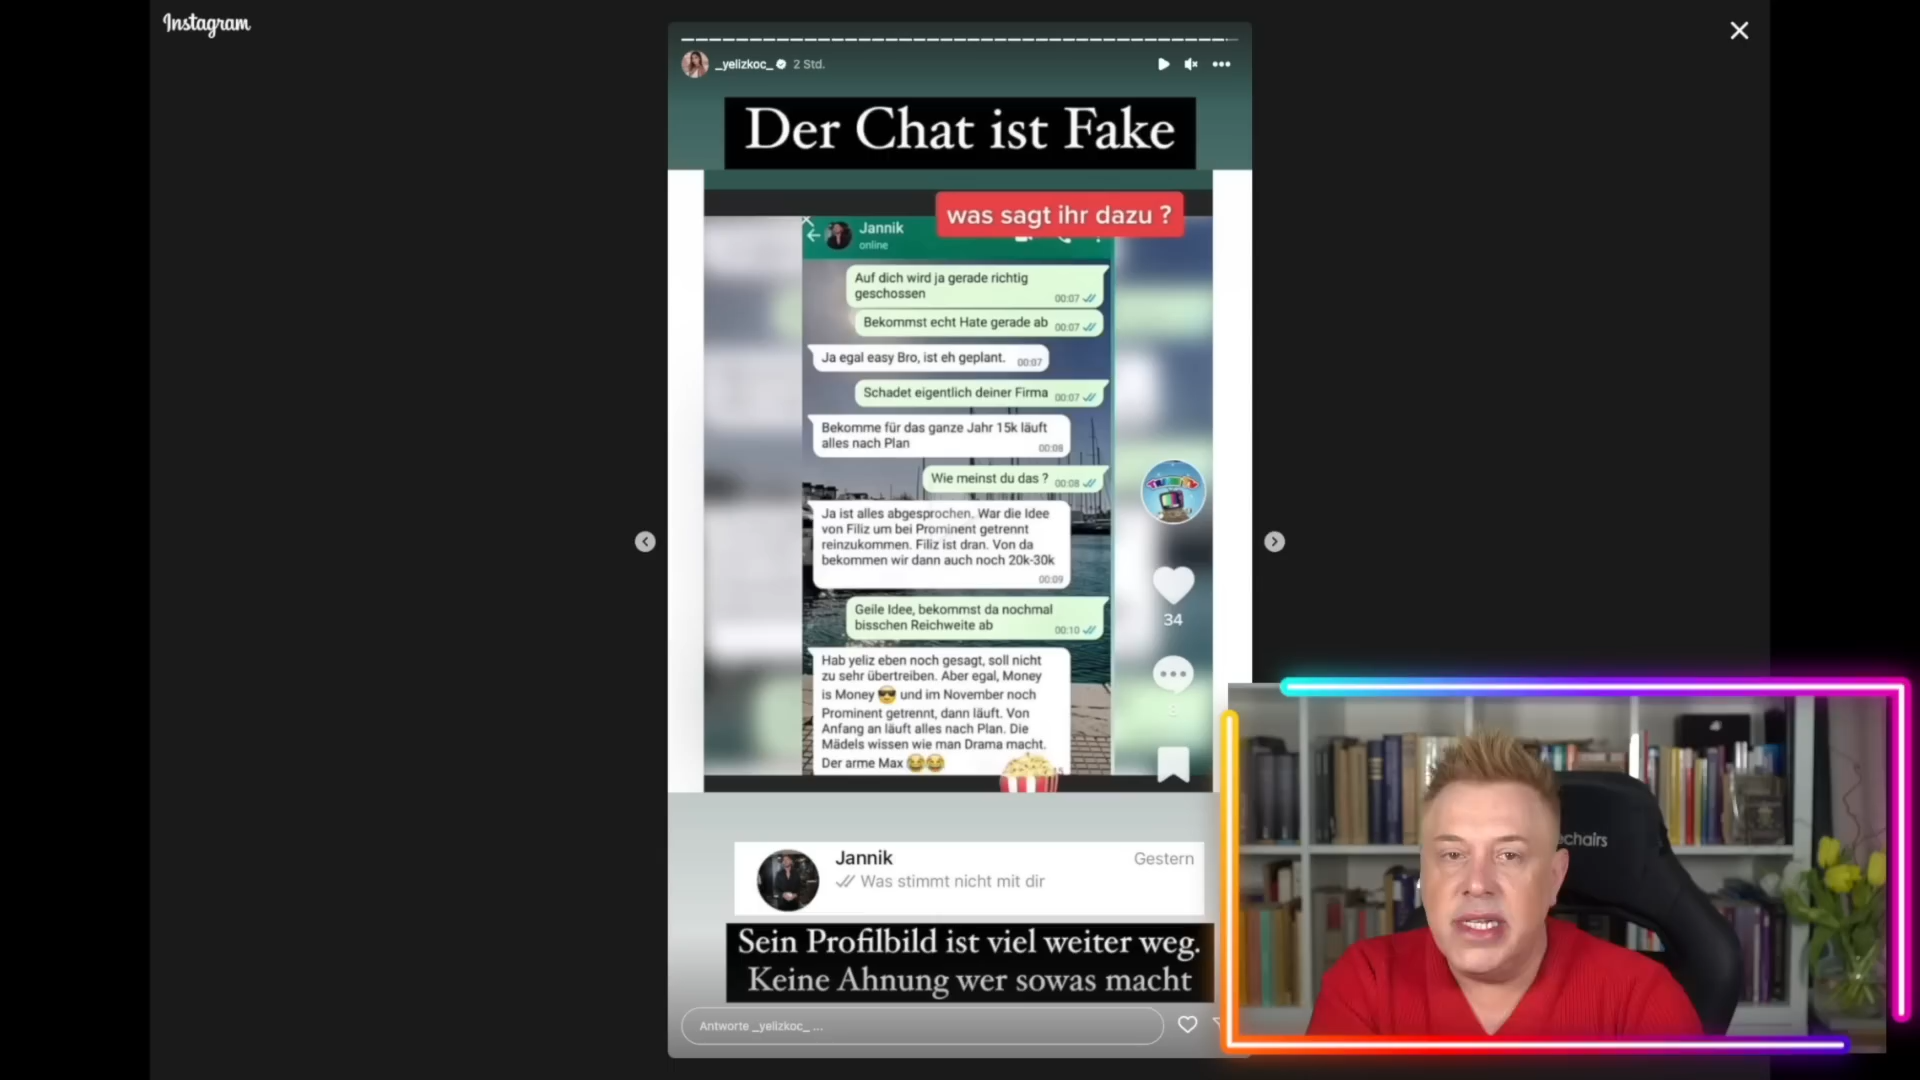 Instagram
_yelizkoc_ 2 Std.
Der Chat ist Fake
was sagt ihr dazu ?
Jannik
online
Auf dich wird ja gerade richtig
geschossen
00:07
Bekommst echt Hate gerade ab 00:07
Ja egal easy Bro, ist eh geplant. 00:07
Schadet eigentlich deiner Firma 00:07
Bekomme für das ganze Jahr 15k läuft
alles nach Plan
00:08
Wie meinst du das ? 00:08
Ja ist alles abgesprochen. War die Idee
von Filiz um bei Prominent getrennt
reinzukommen. Filiz ist dran. Von da
bekommen wir dann auch noch 20k-30k
00:09
Geile Idee, bekommst da nochmal
bisschen Reichweite ab
00:10
34
Hab yeliz eben noch gesagt, soll nicht
zu sehr übertreiben. Aber egal, Money
is Money 😎 und im November noch
Prominent getrennt, dann läuft. Von
Anfang an läuft alles nach Plan. Die
Mädels wissen wie man Drama macht.
Der arme Max 😂😂
Jannik Gestern
Was stimmt nicht mit dir
Sein Profilbild ist viel weiter weg.
Keine Ahnung wer sowas macht
Antworte _yelizkoc_ ...
chairs